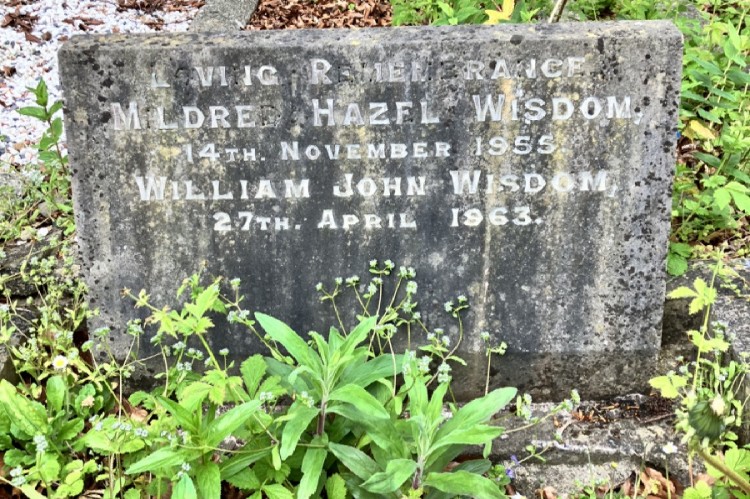 LOVING REMEMBRANCE
MILDRED HAZEL WISDOM,
14TH. NOVEMBER 1955.
WILLIAM JOHN WISDOM,
27TH. APRIL 1963.